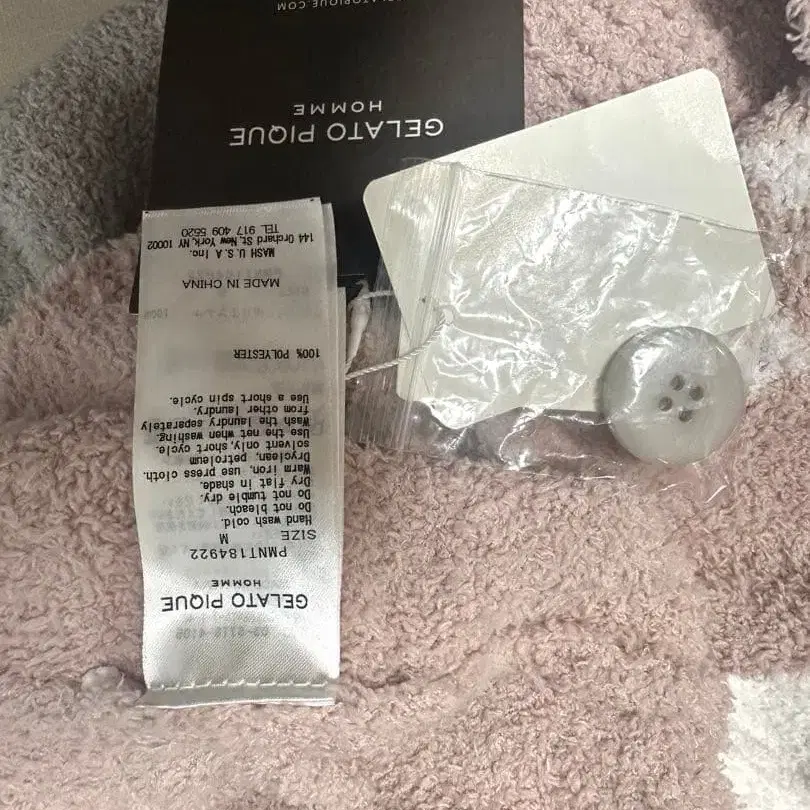 GELATO PIQUE
HOMME
PMNT184922
SIZE M
Hand wash cold.
Do not bleach.
Do not tumble dry.
Dry flat in shade.
Warm iron, use press cloth.
Dryclean, petroleum
solvent only, short cycle.
Use the net when washing.
Wash the laundry separately
from other laundry.
Use a short spin cycle.
100% POLYESTER
MADE IN CHINA
MASH U.S.A Inc.
144 Orchard St, New York, NY 10002
TEL 917 409 5520
GELATO PIQUE
HOMME